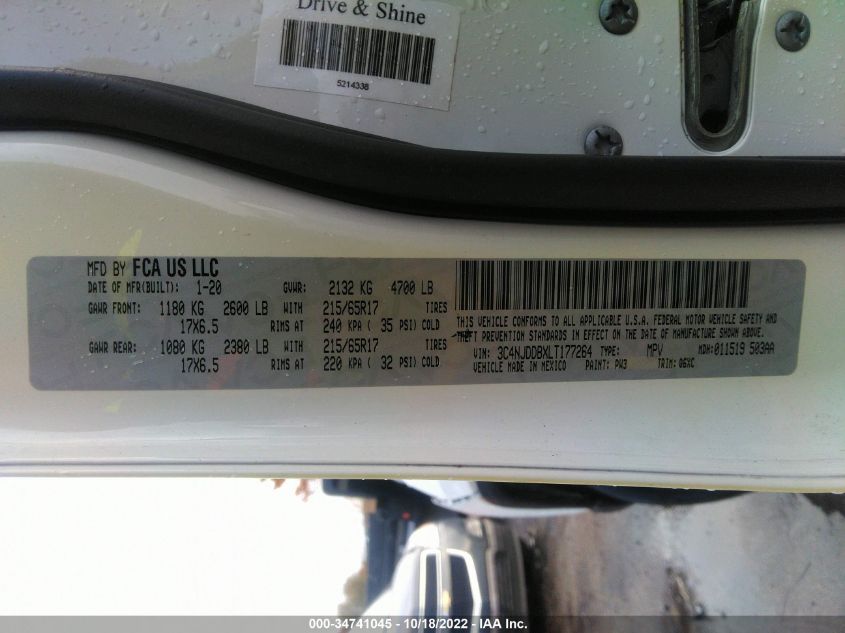 Drive & Shine
5214338
MFD BY FCA US LLC
DATE OF MFR(BUILT): 1-20 GVWR: 2132 KG 4700 LB
GAWR FRONT: 1180 KG 2600 LB WITH 215/65R17 TIRES
17X6.5 RIMS AT 240 KPA ( 35 PSI) COLD
GAWR REAR: 1080 KG 2380 LB WITH 215/65R17 TIRES
17X6.5 RIMS AT 220 KPA ( 32 PSI) COLD
THIS VEHICLE CONFORMS TO ALL APPLICABLE U.S.A. FEDERAL MOTOR VEHICLE SAFETY AND
THEFT PREVENTION STANDARDS IN EFFECT ON THE DATE OF MANUFACTURE SHOWN ABOVE.
VIN: 3C4NJDDBXLT177264 TYPE: MPV MDH: 011519 503AA
VEHICLE MADE IN MEXICO PAINT: PW3 TRIM: 06XC
000-34741045 - 10/18/2022 - IAA Inc.